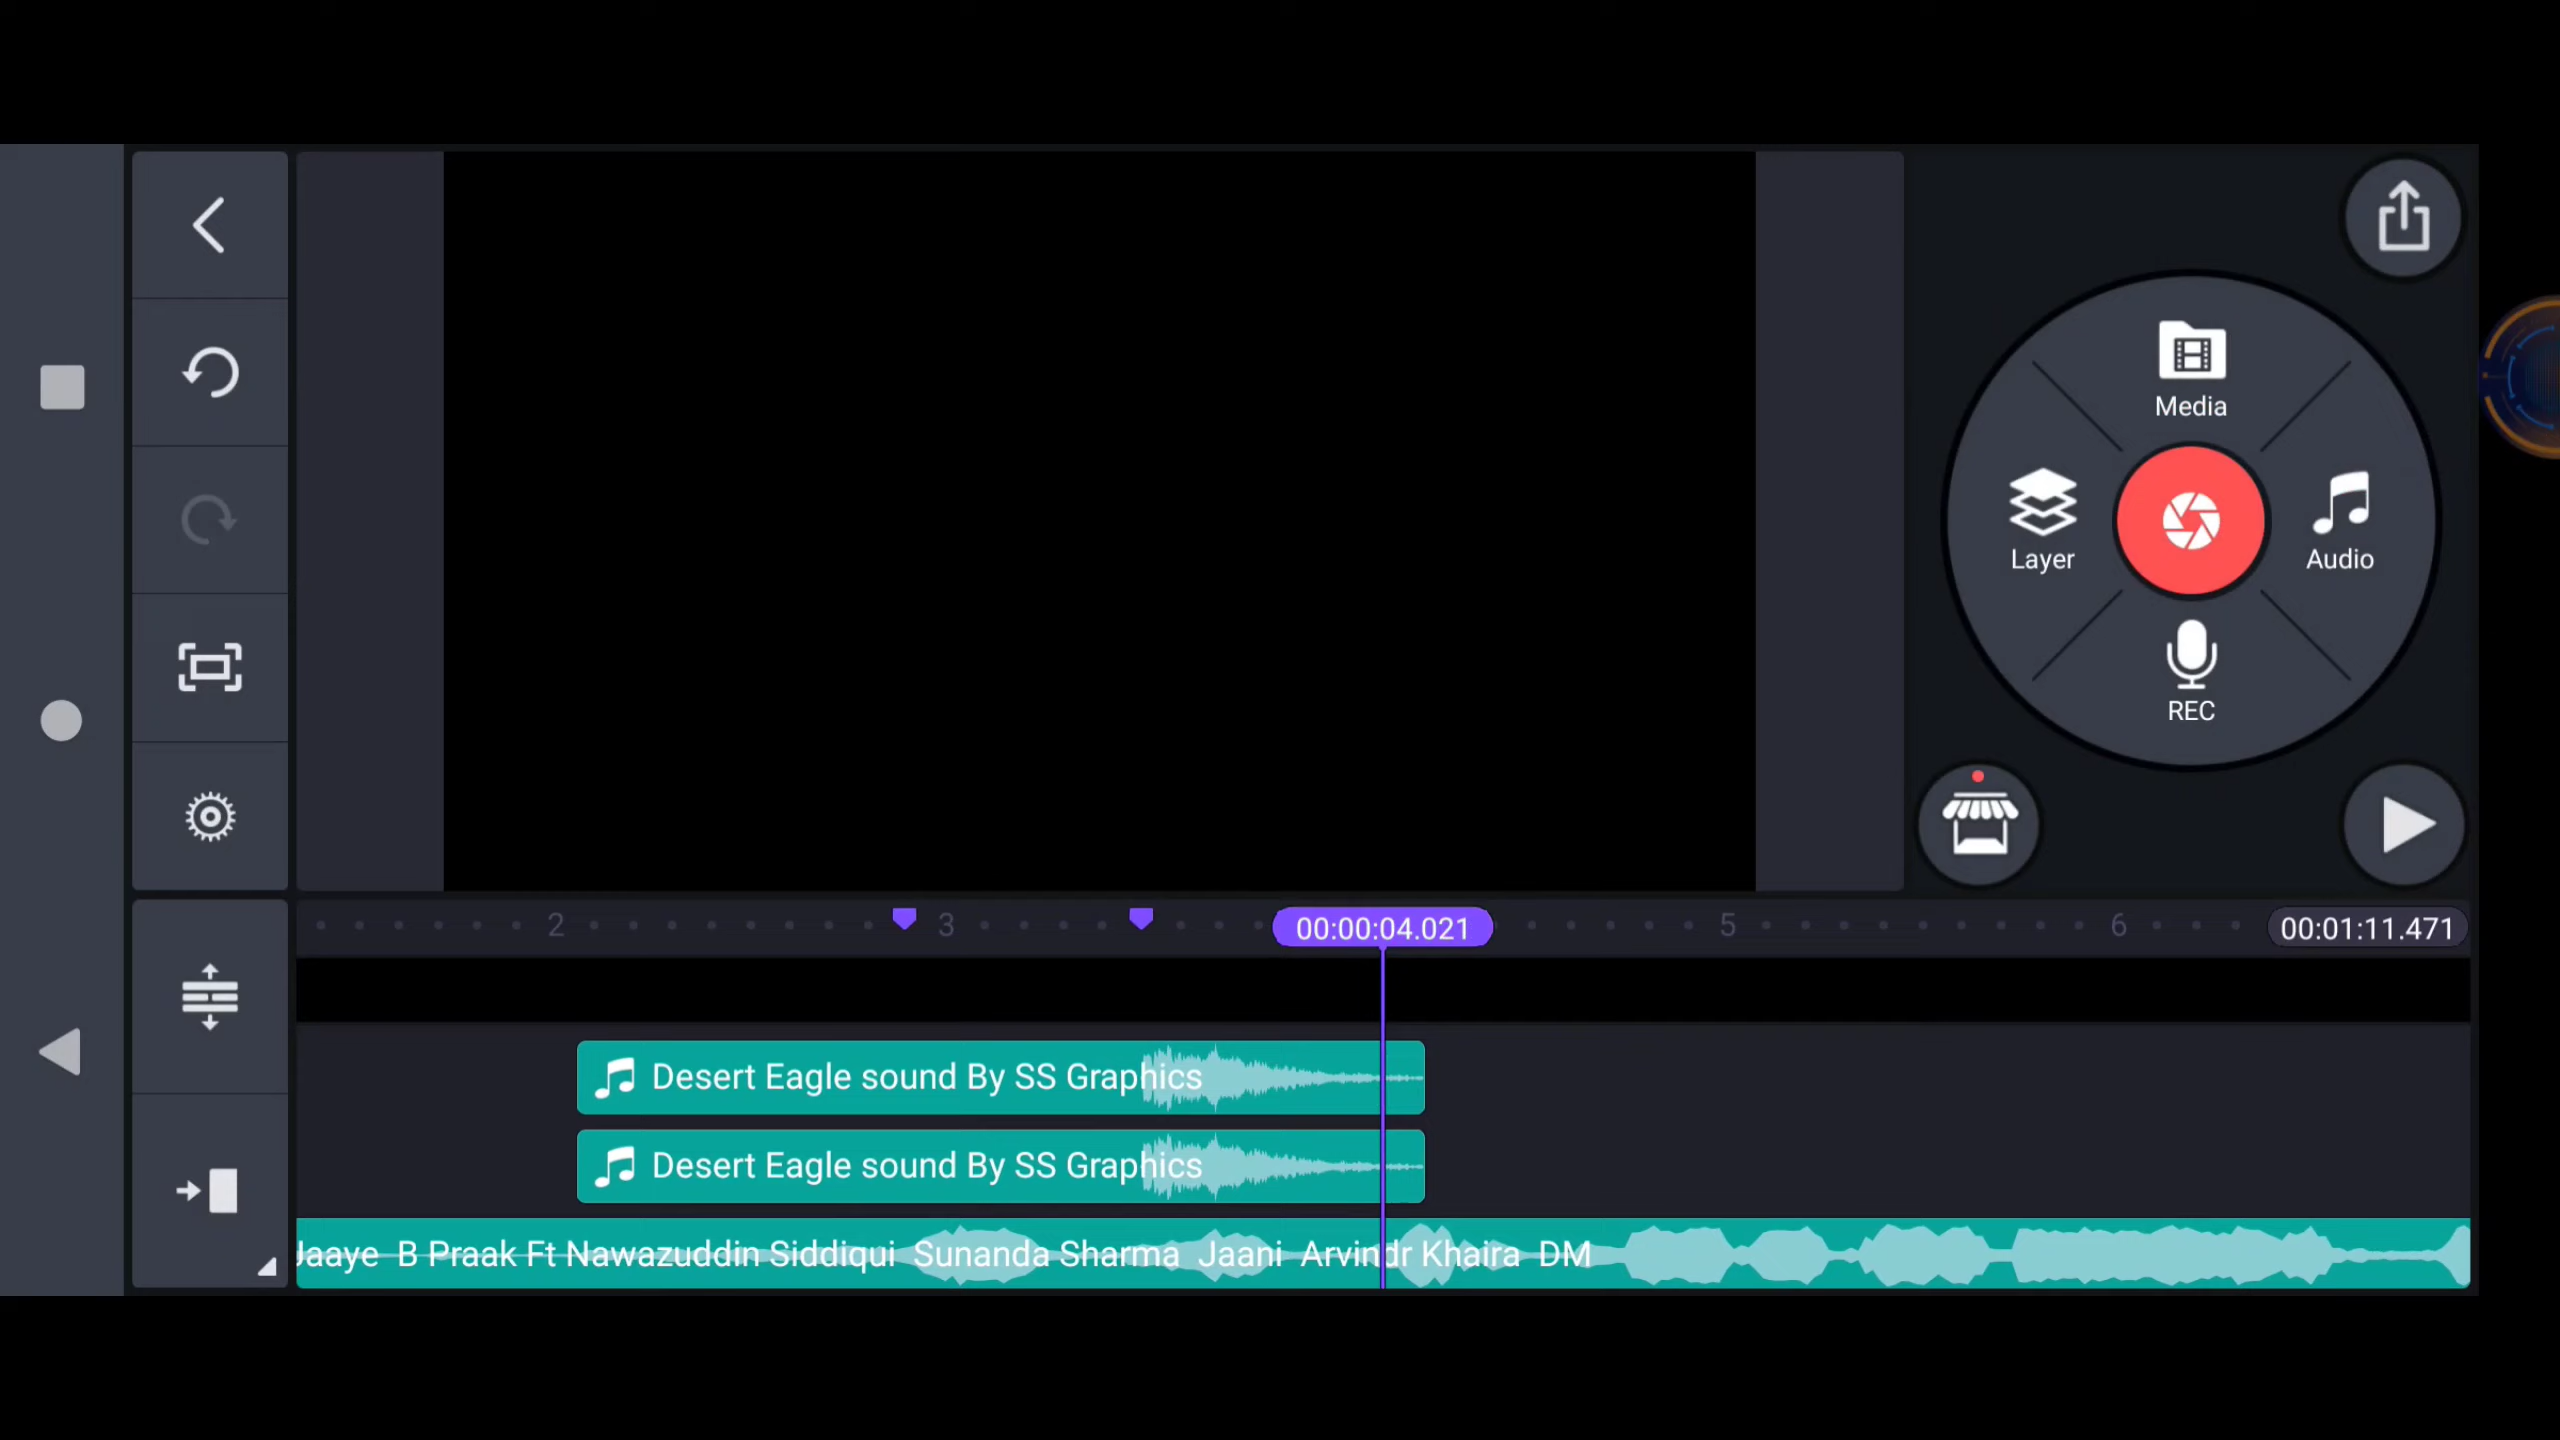 Media
Layer
Audio
REC
2
3
00:00:04.021
5
6
00:01:11.471
Desert Eagle sound By SS Graphics
Desert Eagle sound By SS Graphics
Jaaye B Praak Ft Nawazuddin Siddiqui Sunanda Sharma Jaani Arvindr Khaira DM